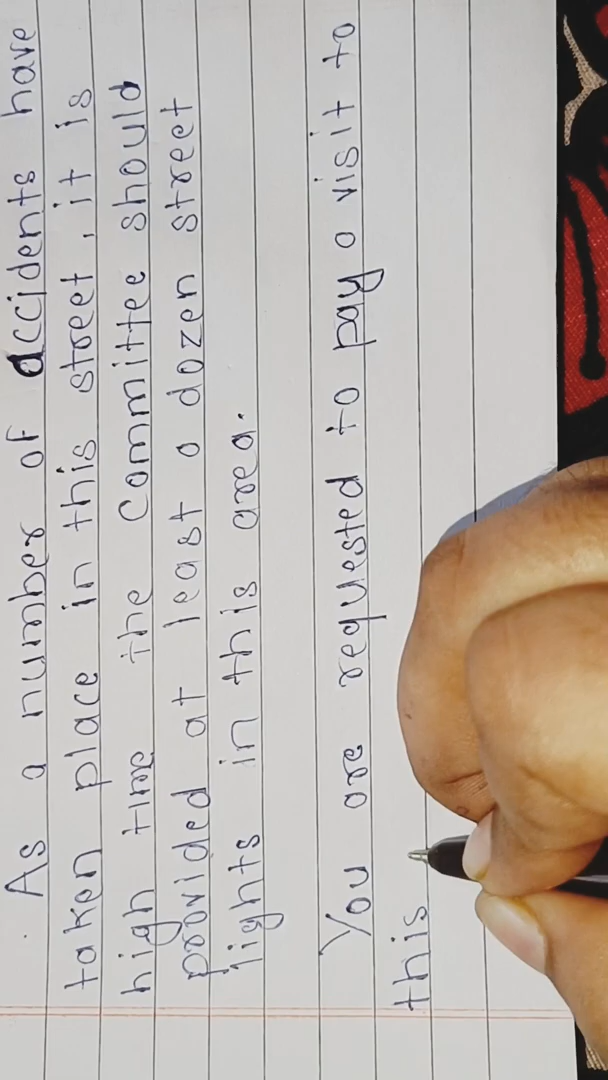 As a number of accidents have
taken place in this street, it is
high time the Committee should
provided at least a dozen street
lights in this area.
You are requested to pay a visit to
this